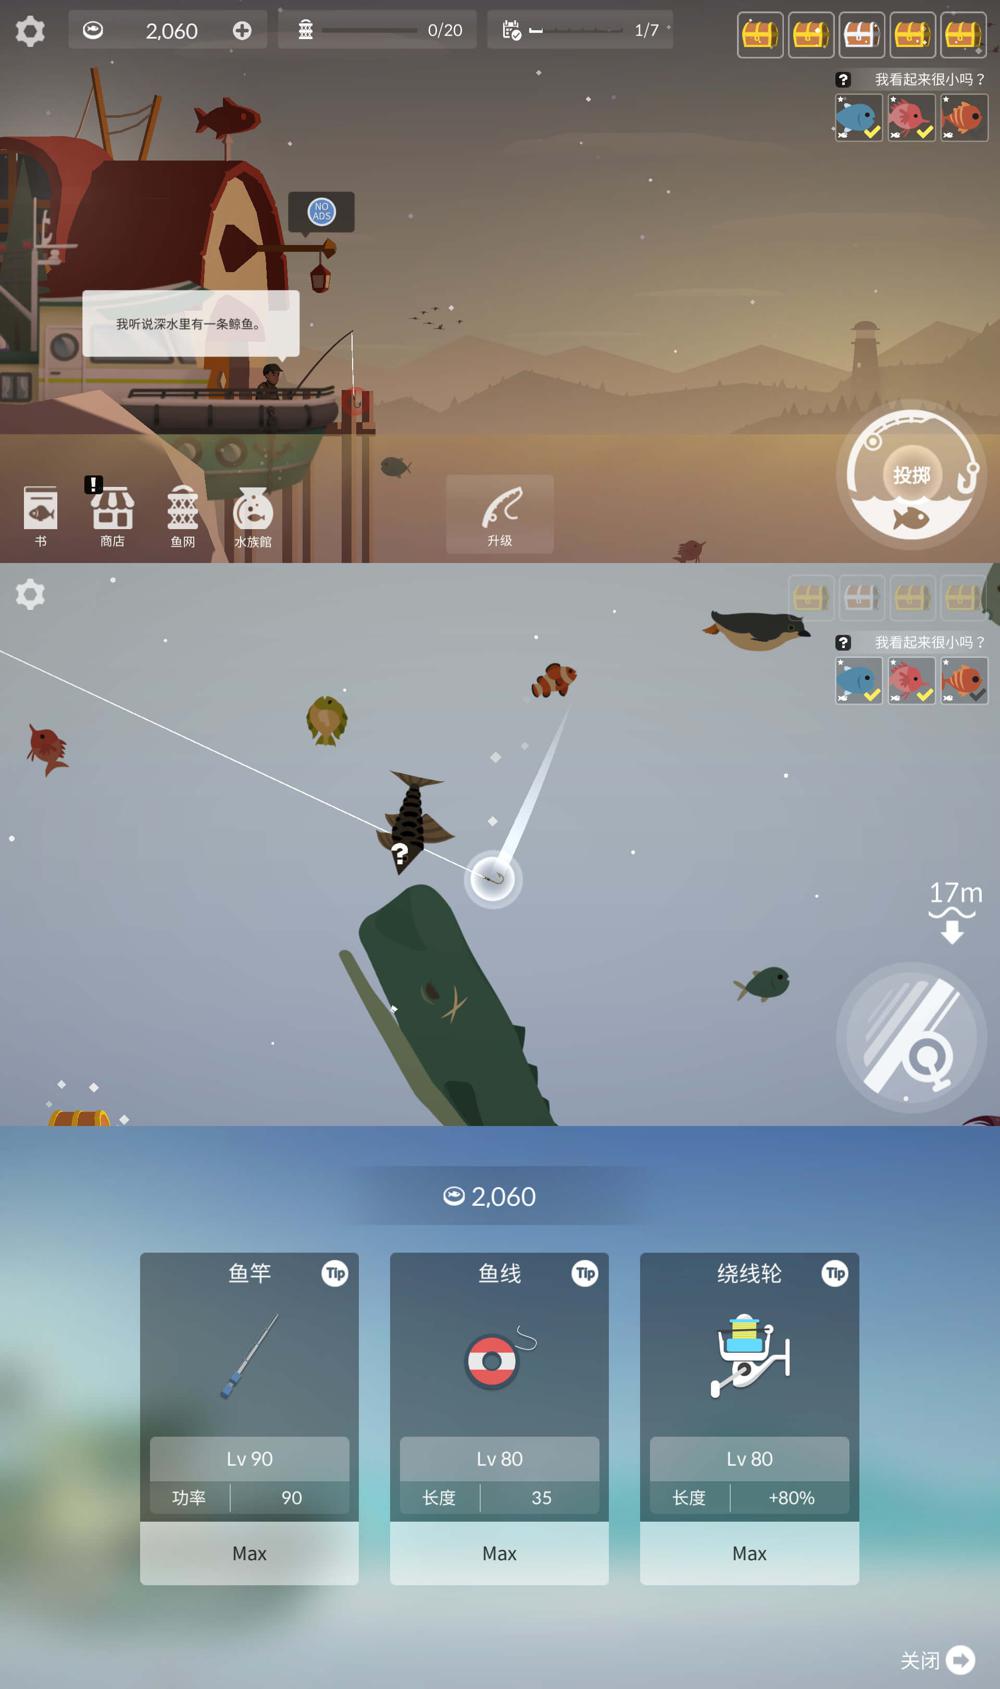 2,060
0/20
1/7
? 我看起来很小吗？
NO ADS
我听说深水里有一条鲸鱼。
投掷
!
书
商店
鱼网
水族館
升级
? 我看起来很小吗？
?
17m
2,060
鱼竿 Tip
鱼线 Tip
绕线轮 Tip
Lv 90
Lv 80
Lv 80
功率 90
长度 35
长度 +80%
Max
Max
Max
关闭